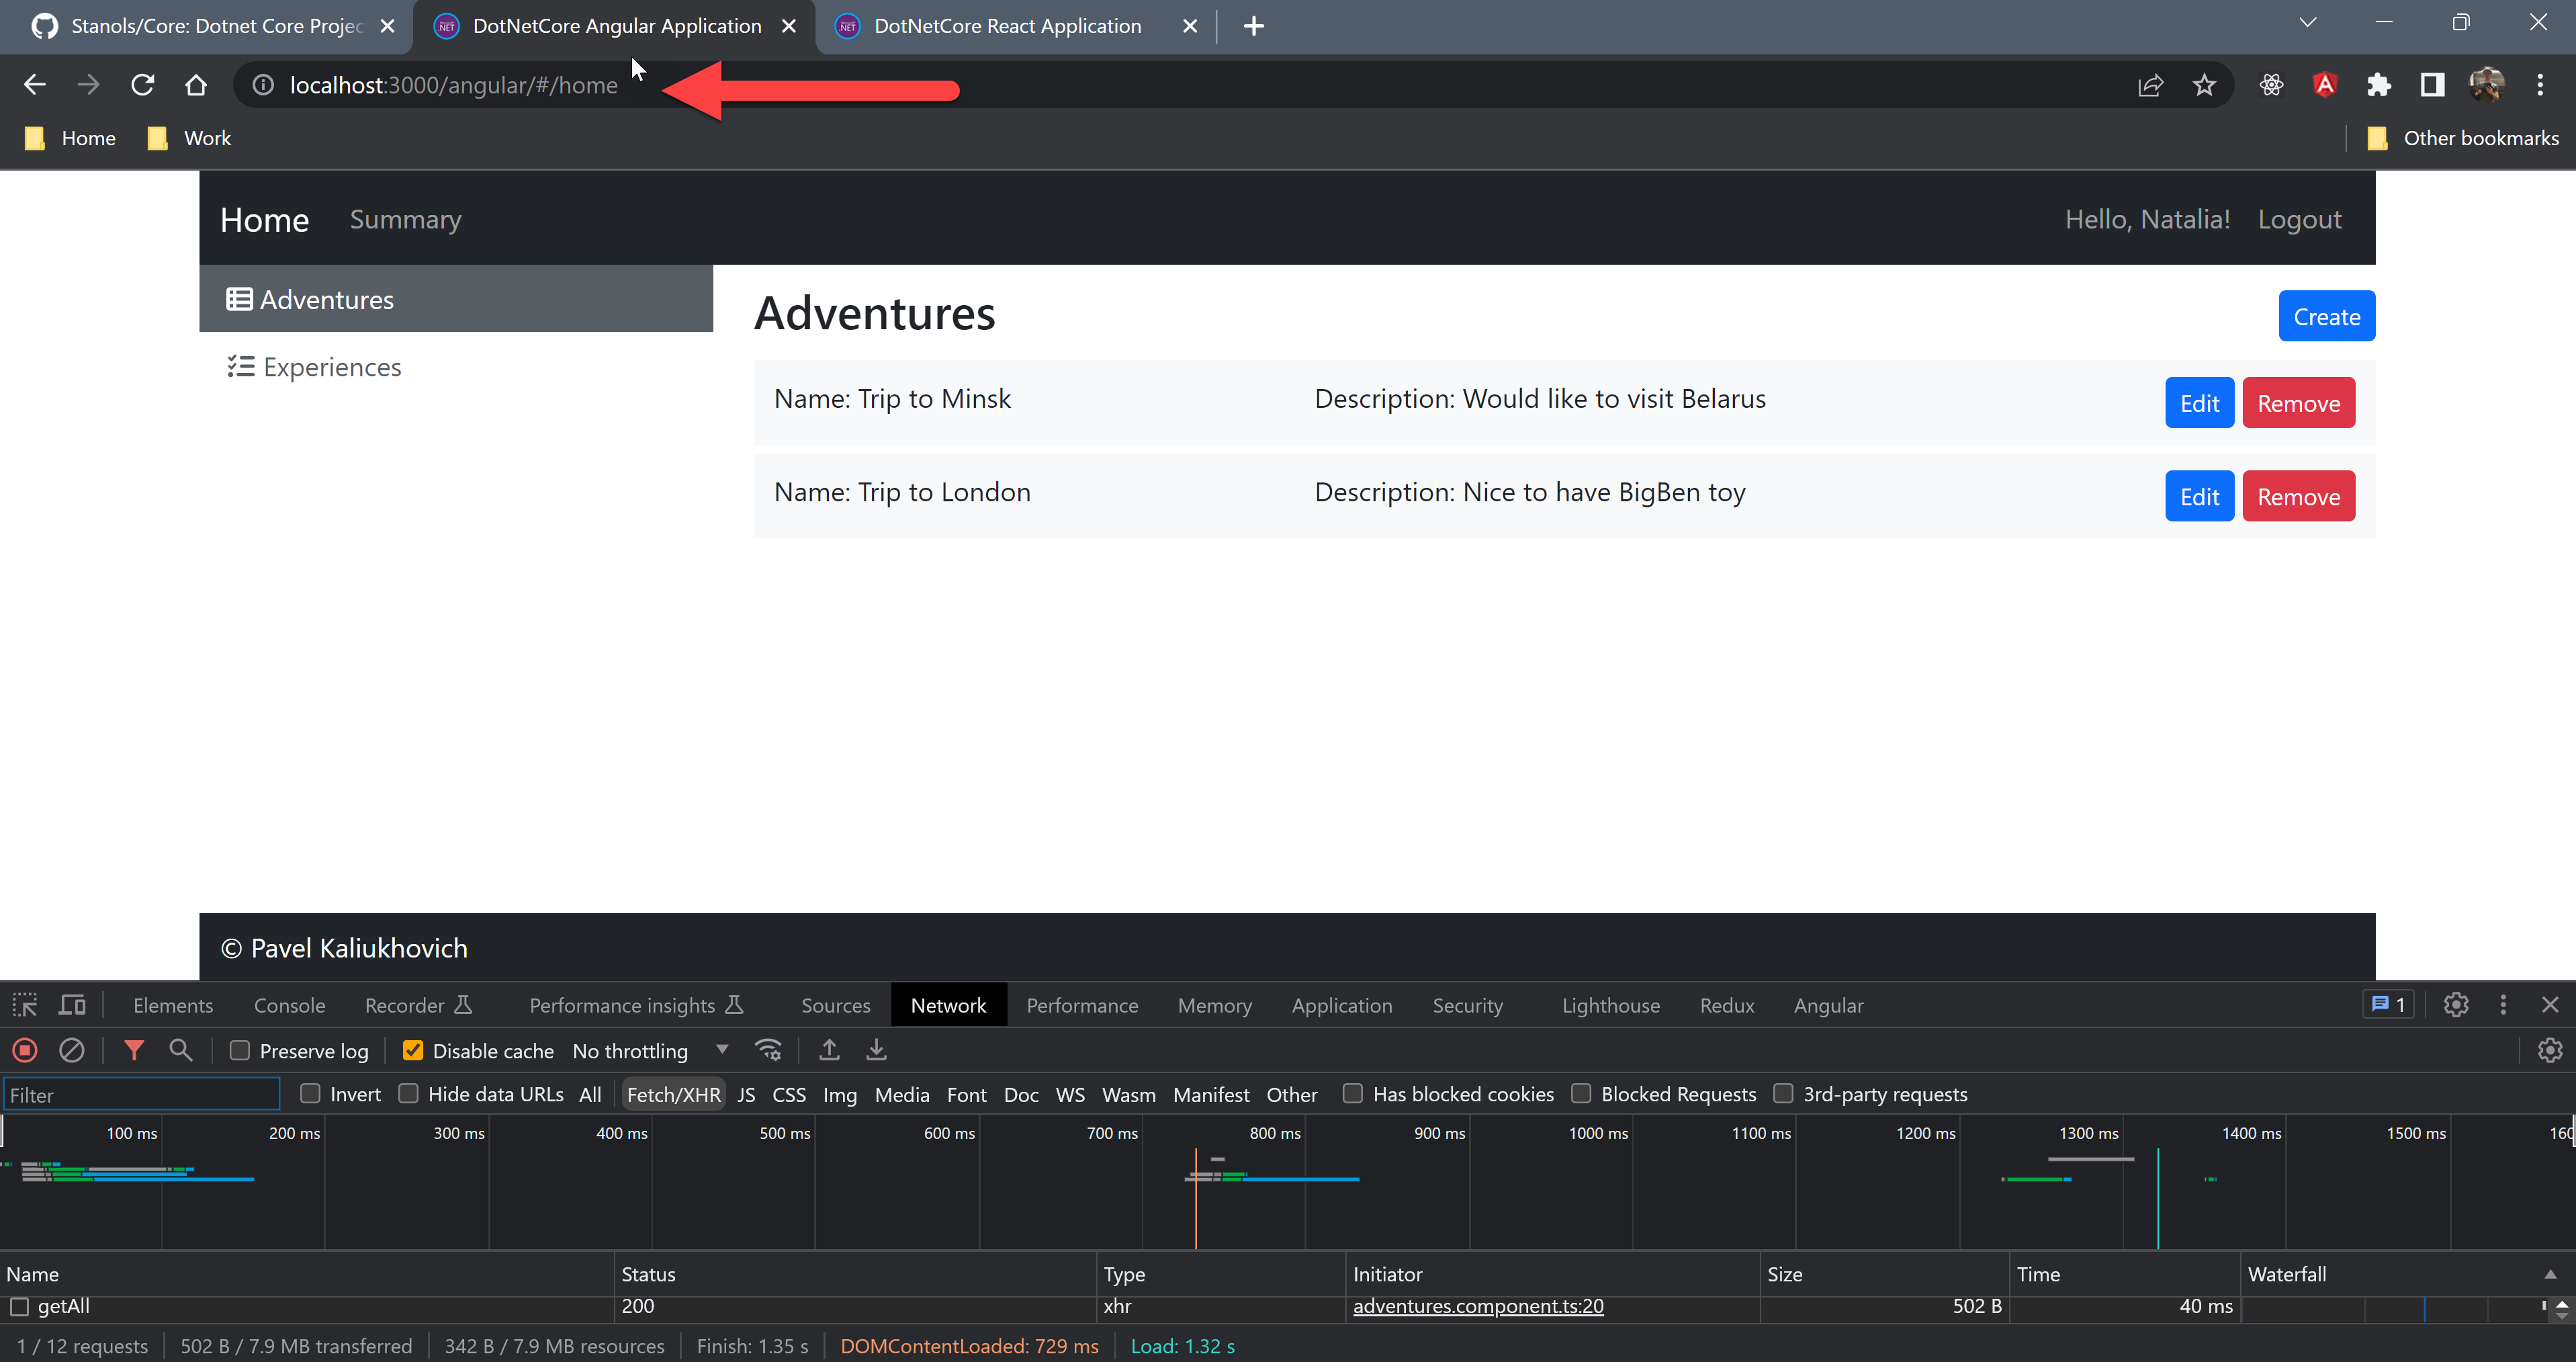 Stanols/Core: Dotnet Core Projec
DotNetCore Angular Application
DotNetCore React Application
localhost:3000/angular/#/home
Home Work Other bookmarks
Home Summary Hello, Natalia! Logout
Adventures
Experiences
Adventures Create
Name: Trip to Minsk Description: Would like to visit Belarus Edit Remove
Name: Trip to London Description: Nice to have BigBen toy Edit Remove
© Pavel Kaliukhovich
Elements Console Recorder Performance insights Sources Network Performance Memory Application Security Lighthouse Redux Angular 1
Preserve log Disable cache No throttling
Filter Invert Hide data URLs All Fetch/XHR JS CSS Img Media Font Doc WS Wasm Manifest Other Has blocked cookies Blocked Requests 3rd-party requests
100 ms 200 ms 300 ms 400 ms 500 ms 600 ms 700 ms 800 ms 900 ms 1000 ms 1100 ms 1200 ms 1300 ms 1400 ms 1500 ms 160
Name Status Type Initiator Size Time Waterfall
getAll 200 xhr adventures.component.ts:20 502 B 40 ms
1 / 12 requests 502 B / 7.9 MB transferred 342 B / 7.9 MB resources Finish: 1.35 s DOMContentLoaded: 729 ms Load: 1.32 s